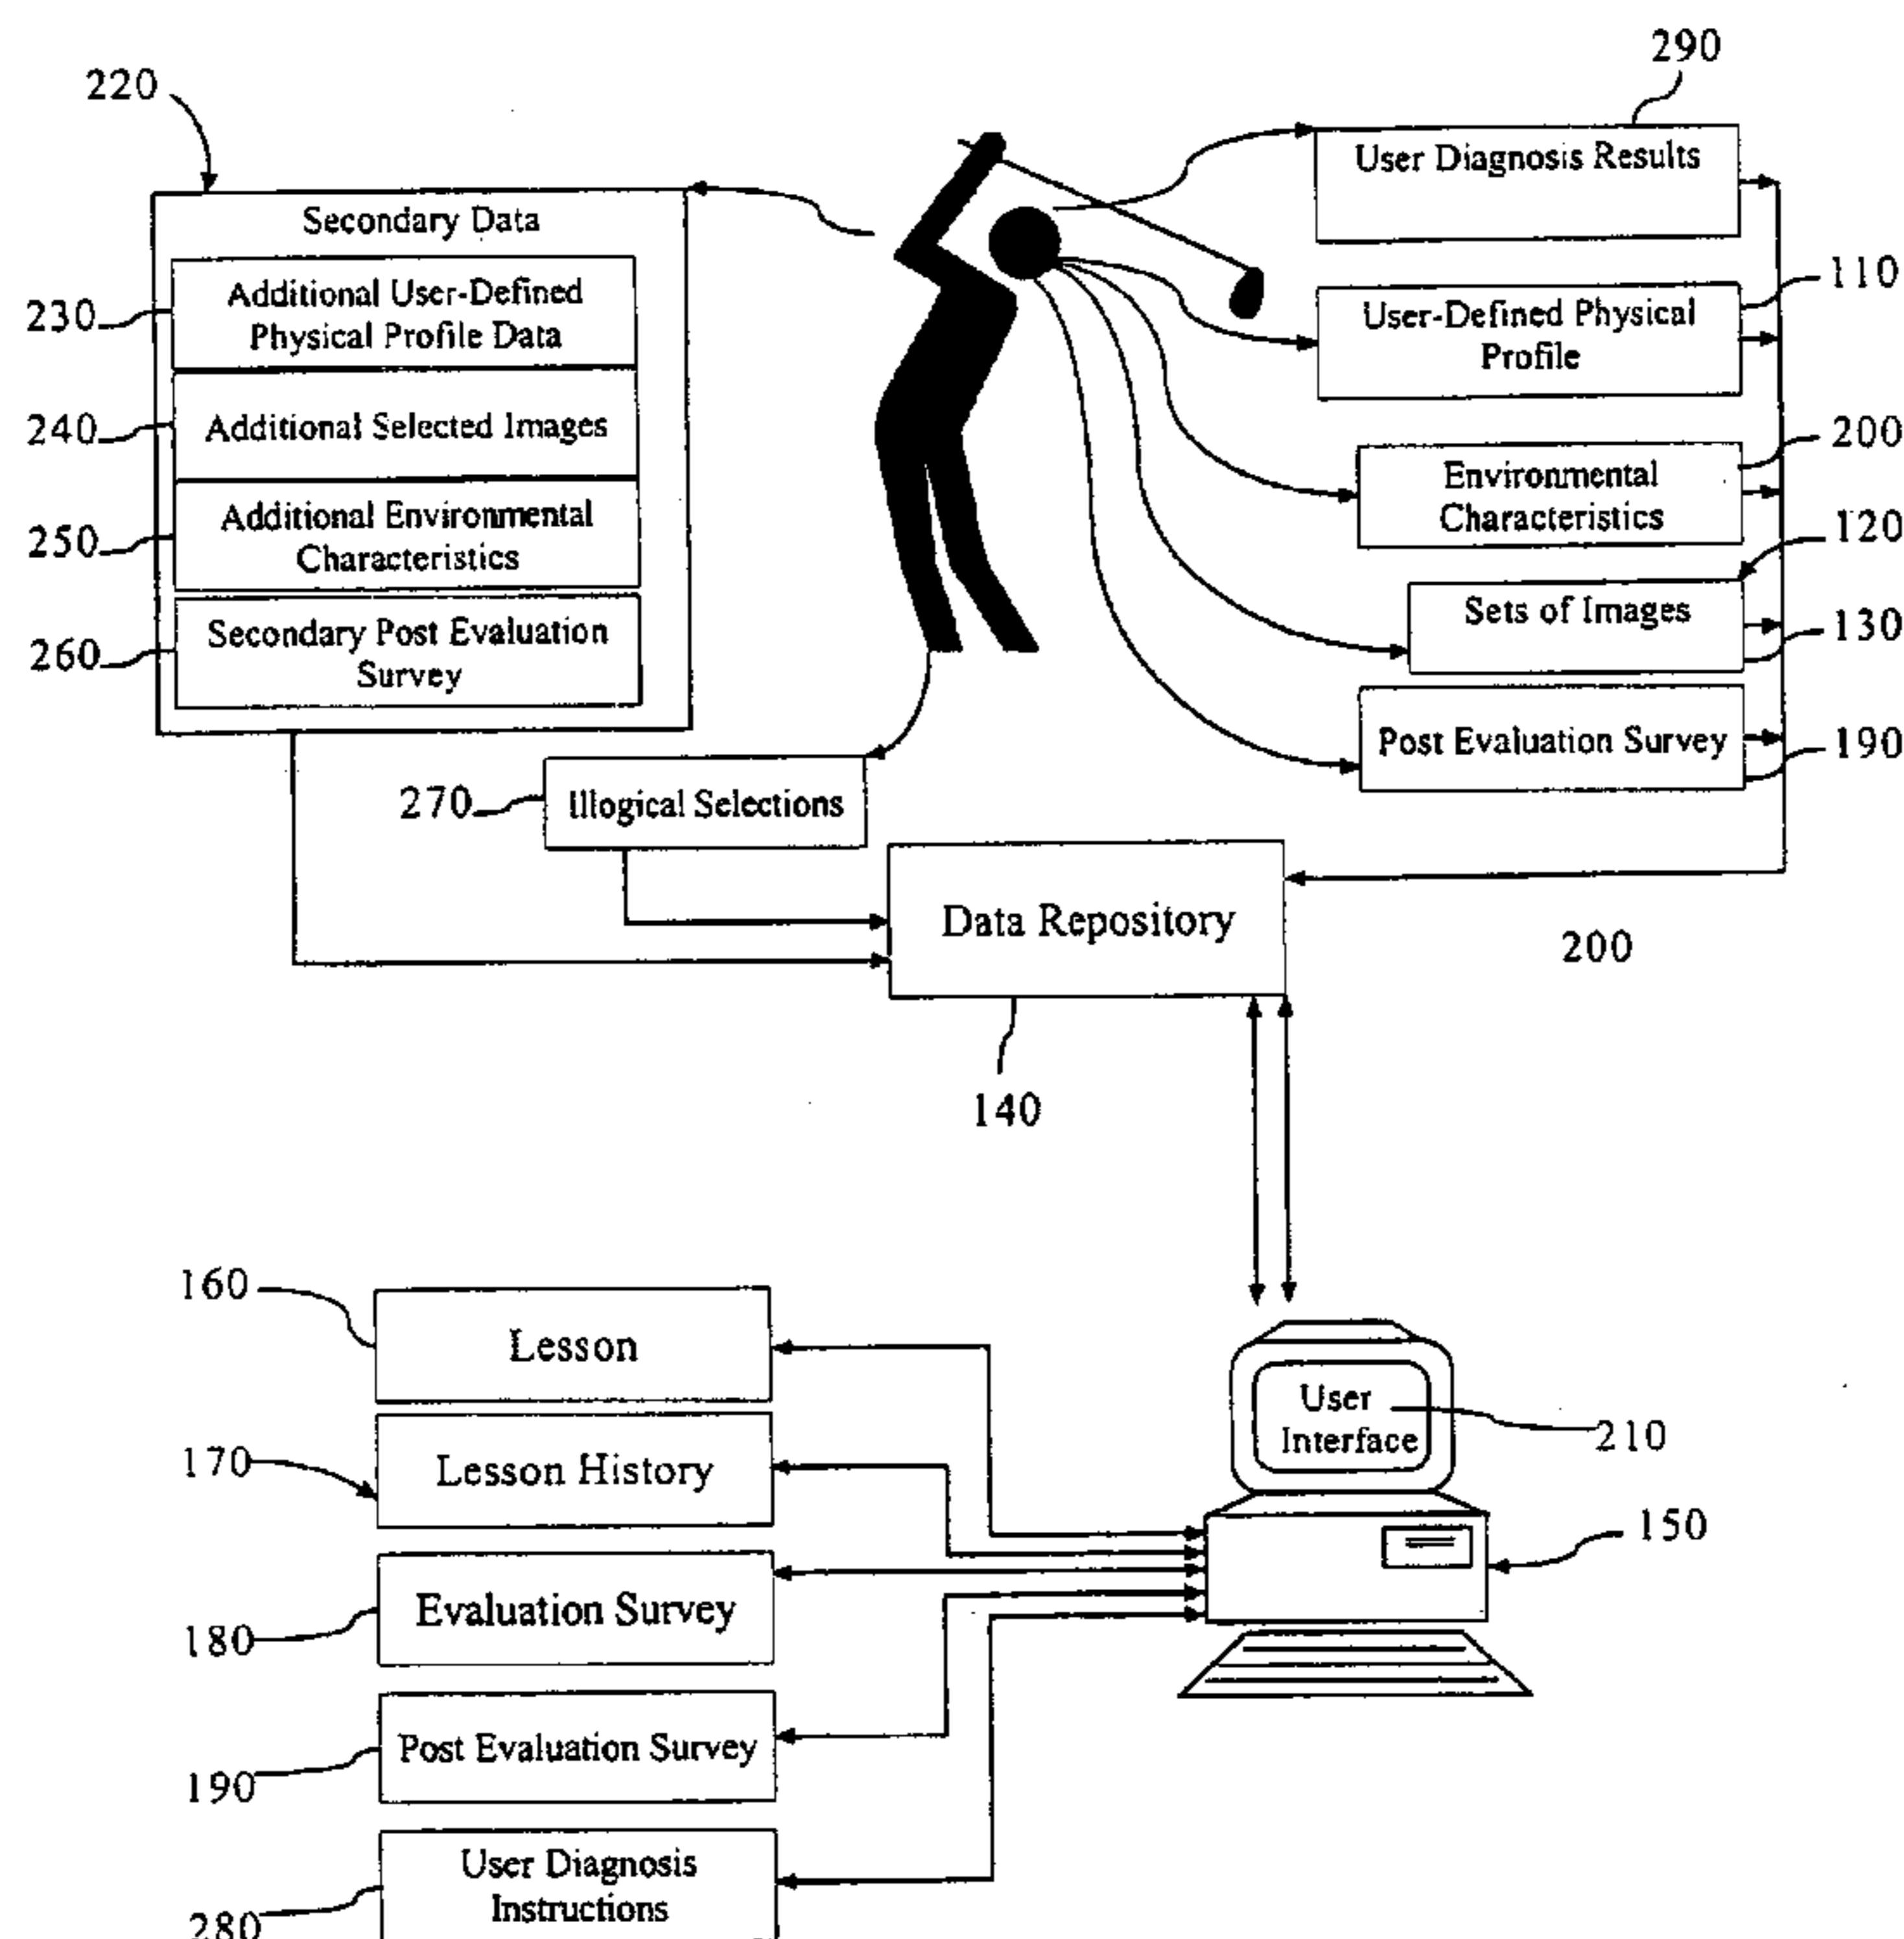 290
220
User Diagnosis Results
Secondary Data
110
230
Additional User-Defined
Physical Profile Data
User-Defined Physical
Profile
200
240
Additional Selected Images
Environmental
Characteristics
120
250
Additional Environmental
Characteristics
Sets of Images
130
260
Secondary Post Evaluation
Survey
Post Evaluation Survey
190
270
Illogical Selections
Data Repository
200
140
160
Lesson
User
Interface
210
170
Lesson History
150
180
Evaluation Survey
190
Post Evaluation Survey
280
User Diagnosis
Instructions